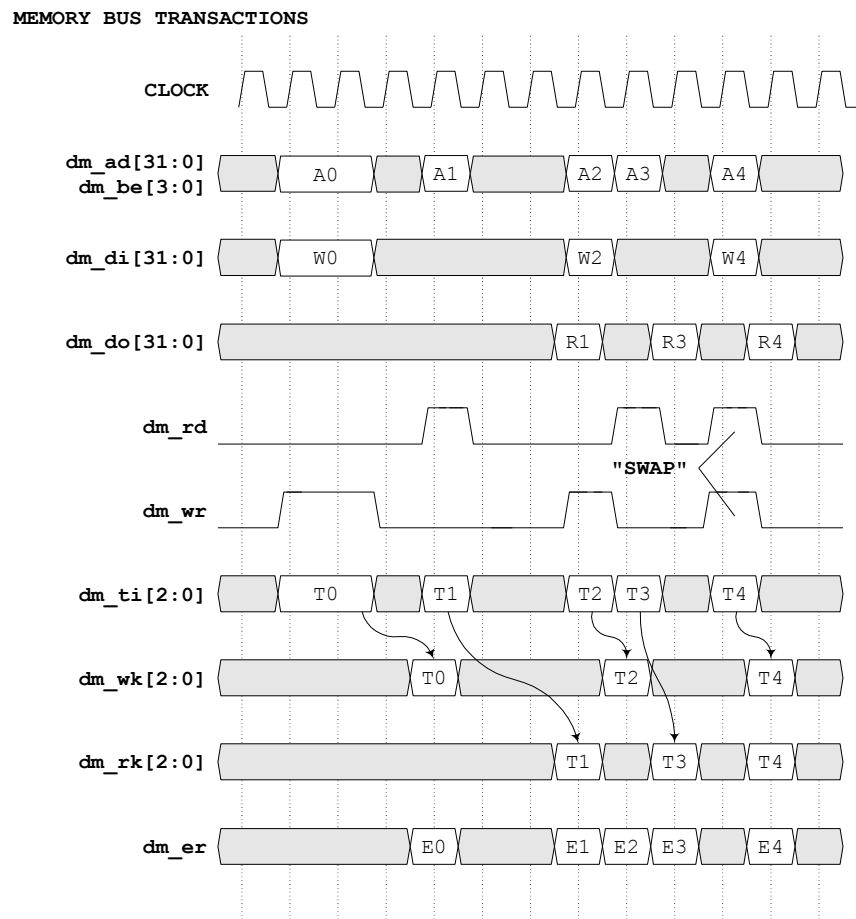 MEMORY BUS TRANSACTIONS
CLOCK
dm_ad[31:0]
dm_be[3:0]
A0 A1 A2 A3 A4
dm_di[31:0] W0 W2 W4
dm_do[31:0] R1 R3 R4
dm_rd
"SWAP"
dm_wr
dm_ti[2:0] T0 T1 T2 T3 T4
dm_wk[2:0] T0 T2 T4
dm_rk[2:0] T1 T3 T4
dm_er E0 E1 E2 E3 E4